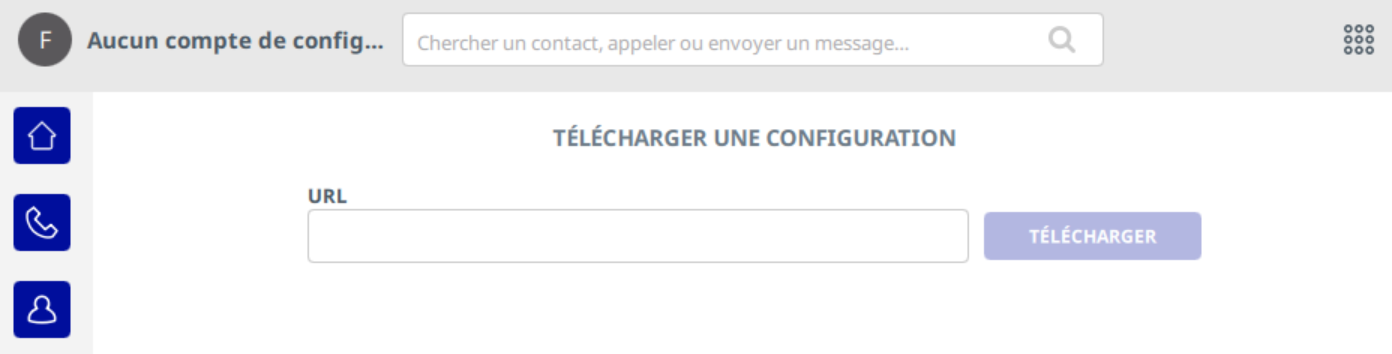 F
Aucun compte de config...
Chercher un contact, appeler ou envoyer un message...
TÉLÉCHARGER UNE CONFIGURATION
URL
TÉLÉCHARGER